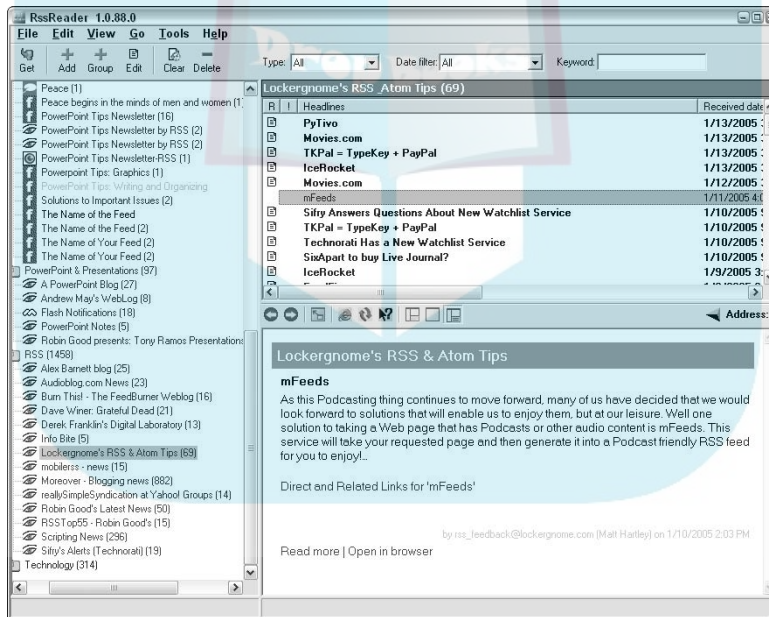 RssReader 1.0.88.0
File Edit View Go Tools Help
Get Add Group Edit Clear Delete Type: All Date filter: All Keyword:
Peace (1)
Peace begins in the minds of men and women (1)
PowerPoint Tips Newsletter (16)
PowerPoint Tips Newsletter by RSS (2)
PowerPoint Tips Newsletter by RSS (2)
PowerPoint Tips Newsletter-RSS (1)
Powerpoint Tips: Graphics (1)
PowerPoint Tips: Writing and Organizing
Solutions to Important Issues (2)
The Name of the Feed
The Name of the Feed (2)
The Name of Your Feed (2)
The Name of Your Feed (2)
PowerPoint & Presentations (97)
A PowerPoint Blog (27)
Andrew May's WebLog (8)
Flash Notifications (18)
PowerPoint Notes (5)
Robin Good presents: Tony Ramos Presentations
RSS (1458)
Alex Barnett blog (25)
Audioblog.com News (23)
Burn This! - The FeedBurner Weblog (16)
Dave Winer: Grateful Dead (21)
Derek Franklin's Digital Laboratory (13)
Info Bite (5)
Lockergnome's RSS & Atom Tips (69)
mobilerss - news (15)
Moreover - Blogging news (882)
reallySimpleSyndication at Yahoo! Groups (14)
Robin Good's Latest News (50)
RSSTop55 - Robin Good's (15)
Scripting News (296)
Sifry's Alerts (Technorati) (19)
Technology (314)
Lockergnome's RSS _Atom Tips (69)
R ! Headlines Received date
PyTivo 1/13/2005
Movies.com 1/13/2005
TKPal = TypeKey + PayPal 1/13/2005
IceRocket 1/13/2005
Movies.com 1/12/2005
mFeeds 1/11/2005 4:0
Sifry Answers Questions About New Watchlist Service 1/10/2005
TKPal = TypeKey + PayPal 1/10/2005
Technorati Has a New Watchlist Service 1/10/2005
SixApart to buy Live Journal? 1/10/2005
IceRocket 1/9/2005 3:
Address:
Lockergnome's RSS & Atom Tips
mFeeds
As this Podcasting thing continues to move forward, many of us have decided that we would
look forward to solutions that will enable us to enjoy them, but at our leisure. Well one
solution to taking a Web page that has Podcasts or other audio content is mFeeds. This
service will take your requested page and then generate it into a Podcast friendly RSS feed
for you to enjoy!..
Direct and Related Links for 'mFeeds'
by rss_feedback@lockergnome.com (Matt Hartley) on 1/10/2005 2:03 PM
Read more | Open in browser